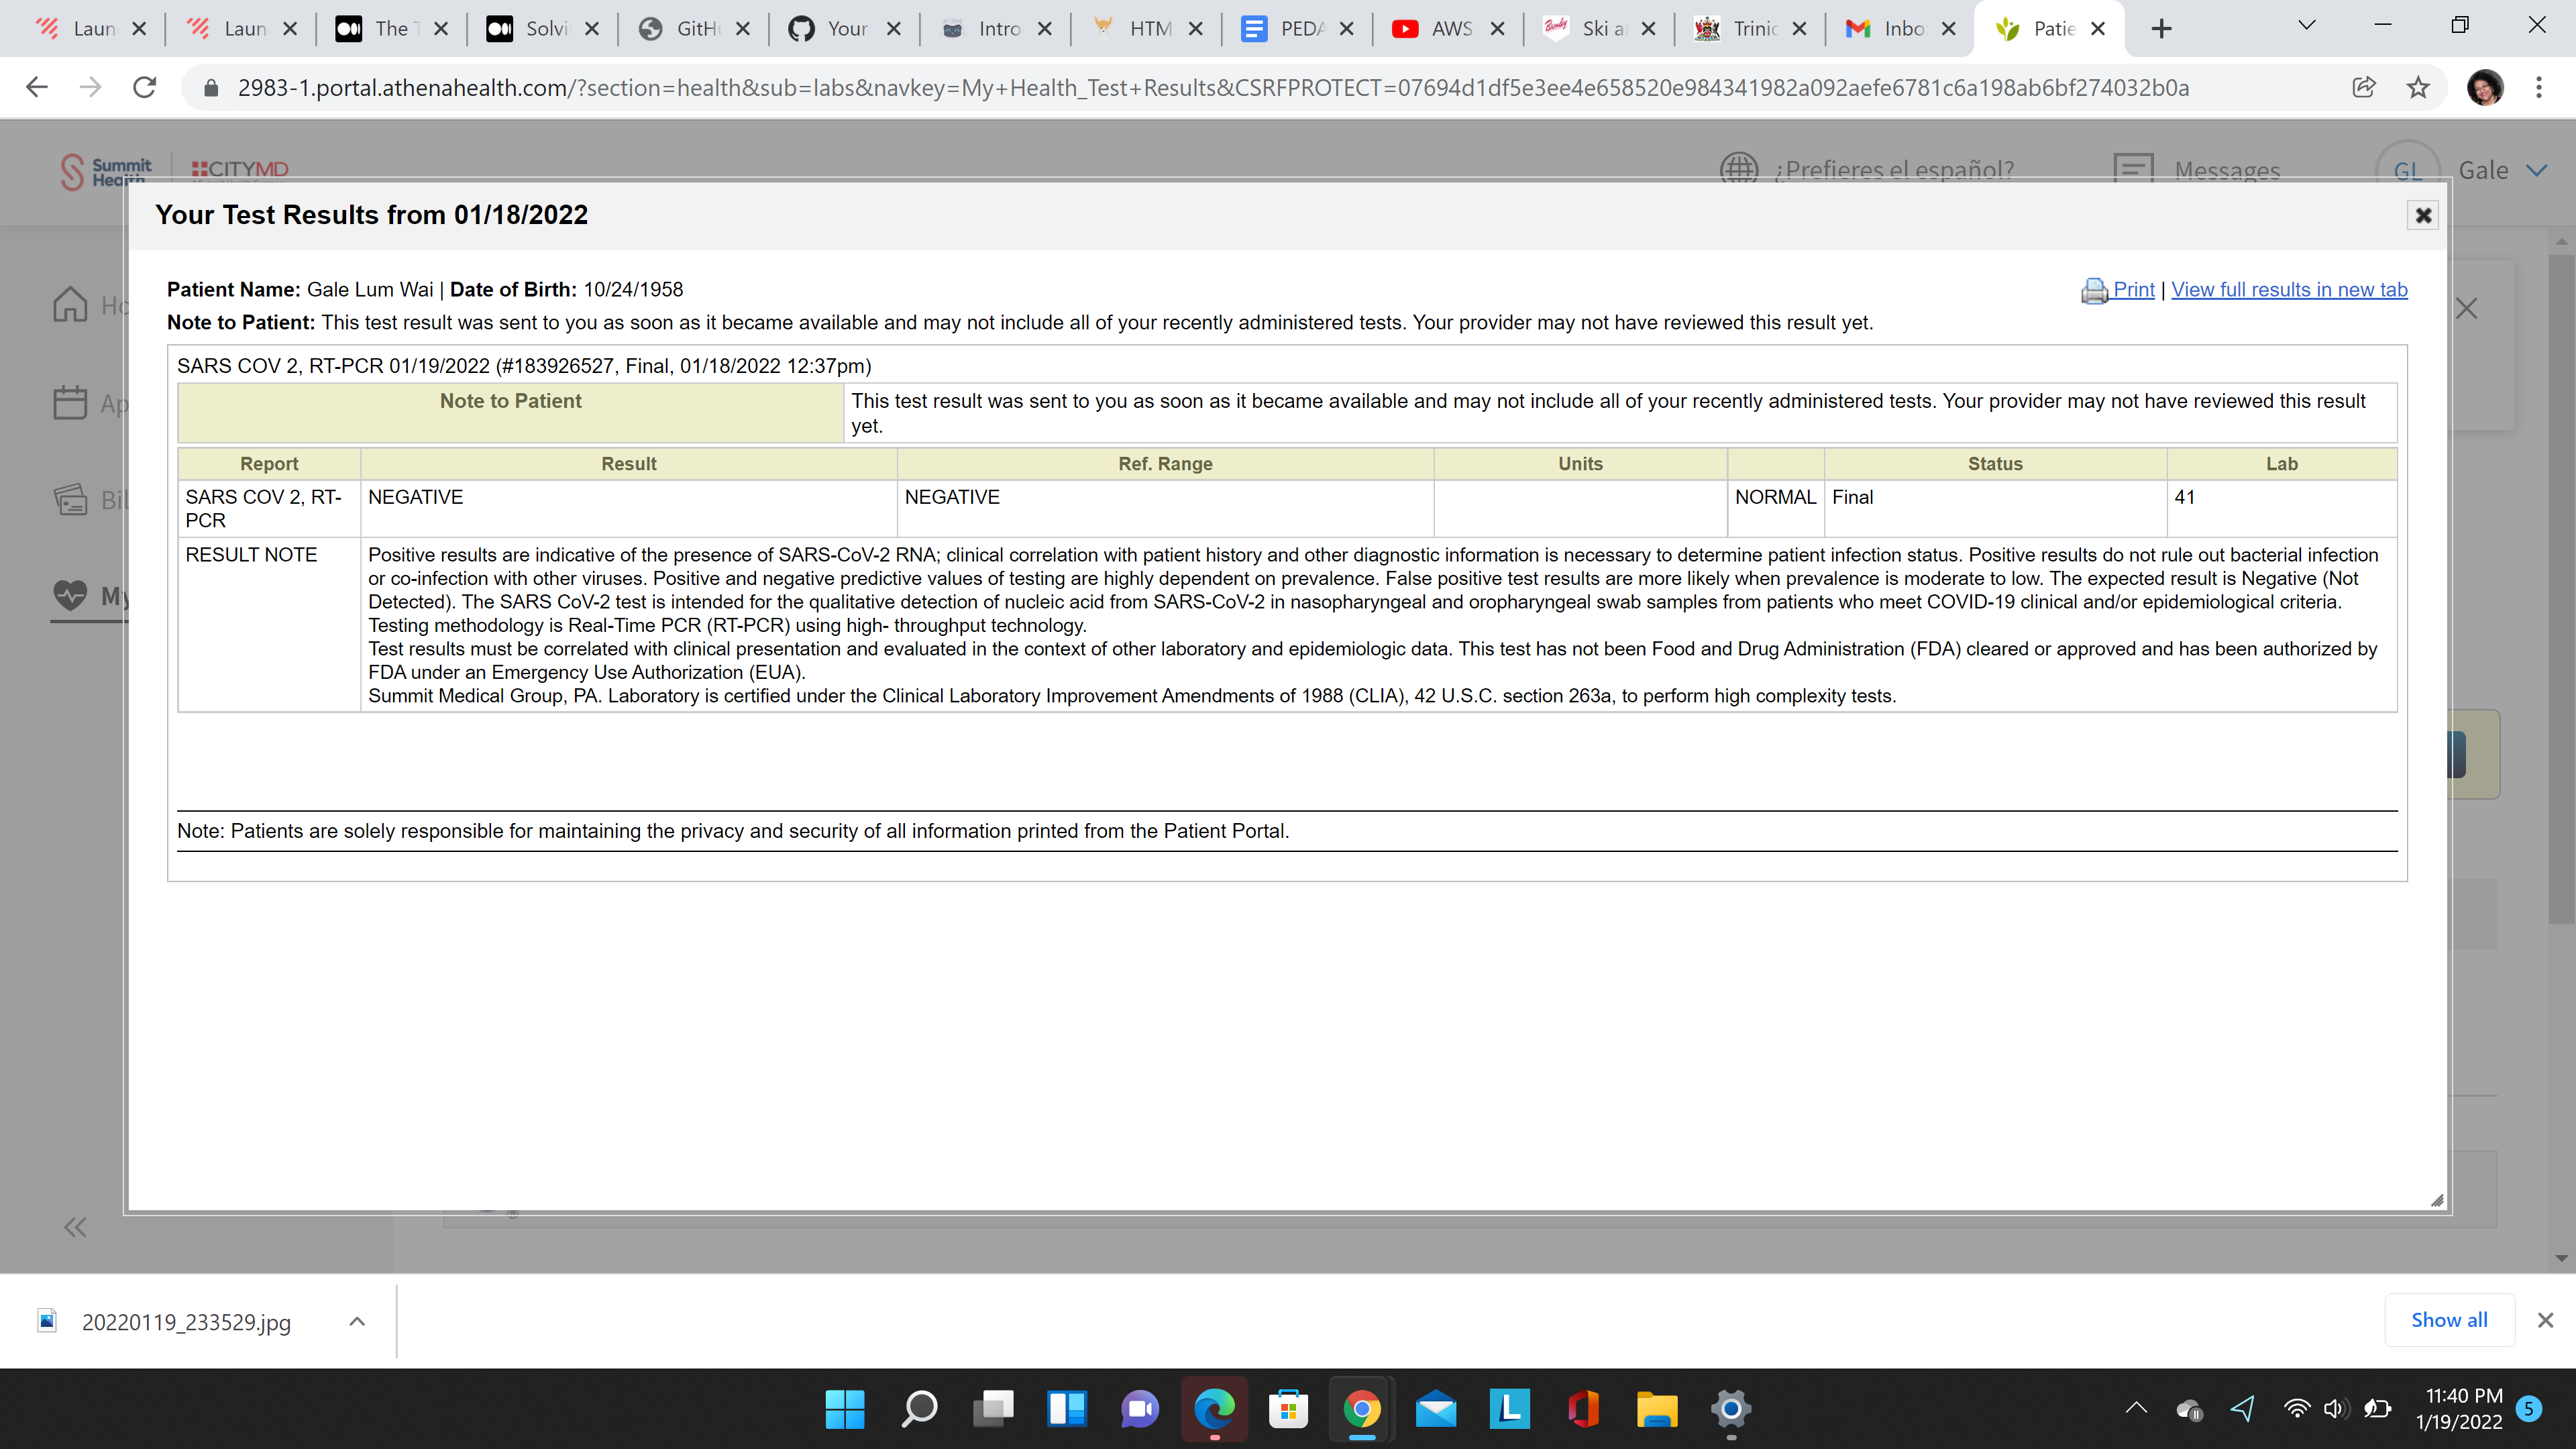 Laun
Laun
The T
Solvi
GitHu
Your
Intro
HTM
PEDA
AWS
Ski a
Trinic
Inbo
Patie
2983-1.portal.athenahealth.com/?section=health&sub=labs&navkey=My+Health_Test+Results&CSRFPROTECT=07694d1df5e3ee4e658520e984341982a092aefe6781c6a198ab6bf274032b0a
Summit
Health
CITYMD
¿Prefieres el español?
Messages
GL
Gale
Your Test Results from 01/18/2022
Ho
Ap
Bil
My
Patient Name: Gale Lum Wai | Date of Birth: 10/24/1958
Print | View full results in new tab
Note to Patient: This test result was sent to you as soon as it became available and may not include all of your recently administered tests. Your provider may not have reviewed this result yet.
SARS COV 2, RT-PCR 01/19/2022 (#183926527, Final, 01/18/2022 12:37pm)
Note to Patient
This test result was sent to you as soon as it became available and may not include all of your recently administered tests. Your provider may not have reviewed this result
yet.
Report Result Ref. Range Units Status Lab
SARS COV 2, RT- NEGATIVE NEGATIVE NORMAL Final 41
PCR
RESULT NOTE
Positive results are indicative of the presence of SARS-CoV-2 RNA; clinical correlation with patient history and other diagnostic information is necessary to determine patient infection status. Positive results do not rule out bacterial infection
or co-infection with other viruses. Positive and negative predictive values of testing are highly dependent on prevalence. False positive test results are more likely when prevalence is moderate to low. The expected result is Negative (Not
Detected). The SARS CoV-2 test is intended for the qualitative detection of nucleic acid from SARS-CoV-2 in nasopharyngeal and oropharyngeal swab samples from patients who meet COVID-19 clinical and/or epidemiological criteria.
Testing methodology is Real-Time PCR (RT-PCR) using high- throughput technology.
Test results must be correlated with clinical presentation and evaluated in the context of other laboratory and epidemiologic data. This test has not been Food and Drug Administration (FDA) cleared or approved and has been authorized by
FDA under an Emergency Use Authorization (EUA).
Summit Medical Group, PA. Laboratory is certified under the Clinical Laboratory Improvement Amendments of 1988 (CLIA), 42 U.S.C. section 263a, to perform high complexity tests.
Note: Patients are solely responsible for maintaining the privacy and security of all information printed from the Patient Portal.
20220119_233529.jpg
Show all
L
11:40 PM
1/19/2022
5